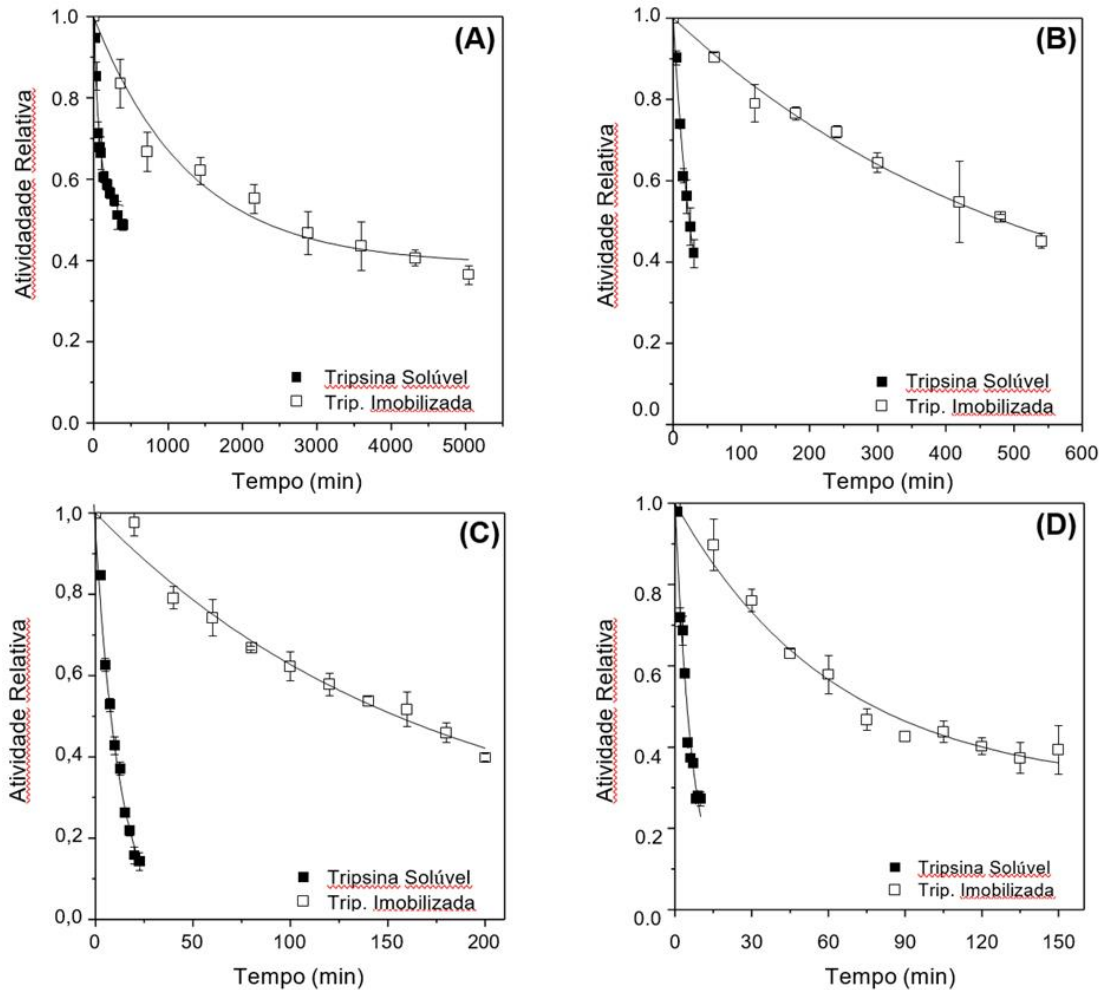 (A)
1.0
0.8
0.6
0.4
0.2
0.0
Ativid­adade Relativa
Tripsina Solúvel
Trip. Imobilizada
0 1000 2000 3000 4000 5000
Tempo (min)
(B)
1.0
0.8
0.6
0.4
0.2
0.0
Atividade Relativa
Tripsina Solúvel
Trip. Imobilizada
0 100 200 300 400 500 600
Tempo (min)
(C)
1,0
0,8
0,6
0,4
0,2
0,0
Atividade Relativa
Tripsina Solúvel
Trip. Imobilizada
0 50 100 150 200
Tempo (min)
(D)
1.0
0.8
0.6
0.4
0.2
0.0
Atividade Relativa
Tripsina Solúvel
Trip. Imobilizada
0 30 60 90 120 150
Tempo (min)